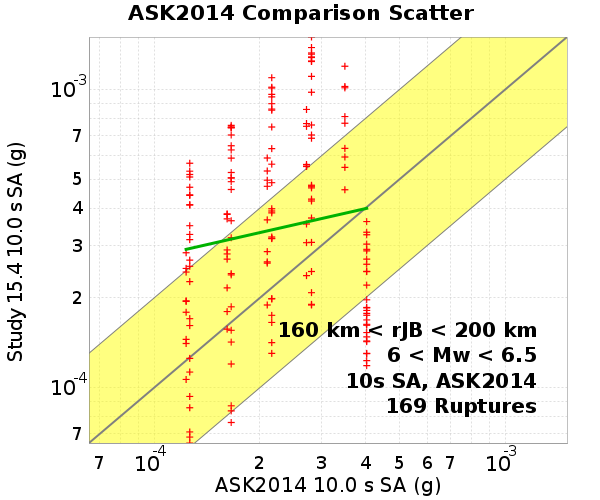 ASK2014 Comparison Scatter
Study 15.4 10.0 s SA (g)
10-3
7
5
4
3
2
10-4
7
160 km < rJB < 200 km
6 < Mw < 6.5
10s SA, ASK2014
169 Ruptures
7 10-4 2 3 4 5 6 7 10-3
ASK2014 10.0 s SA (g)